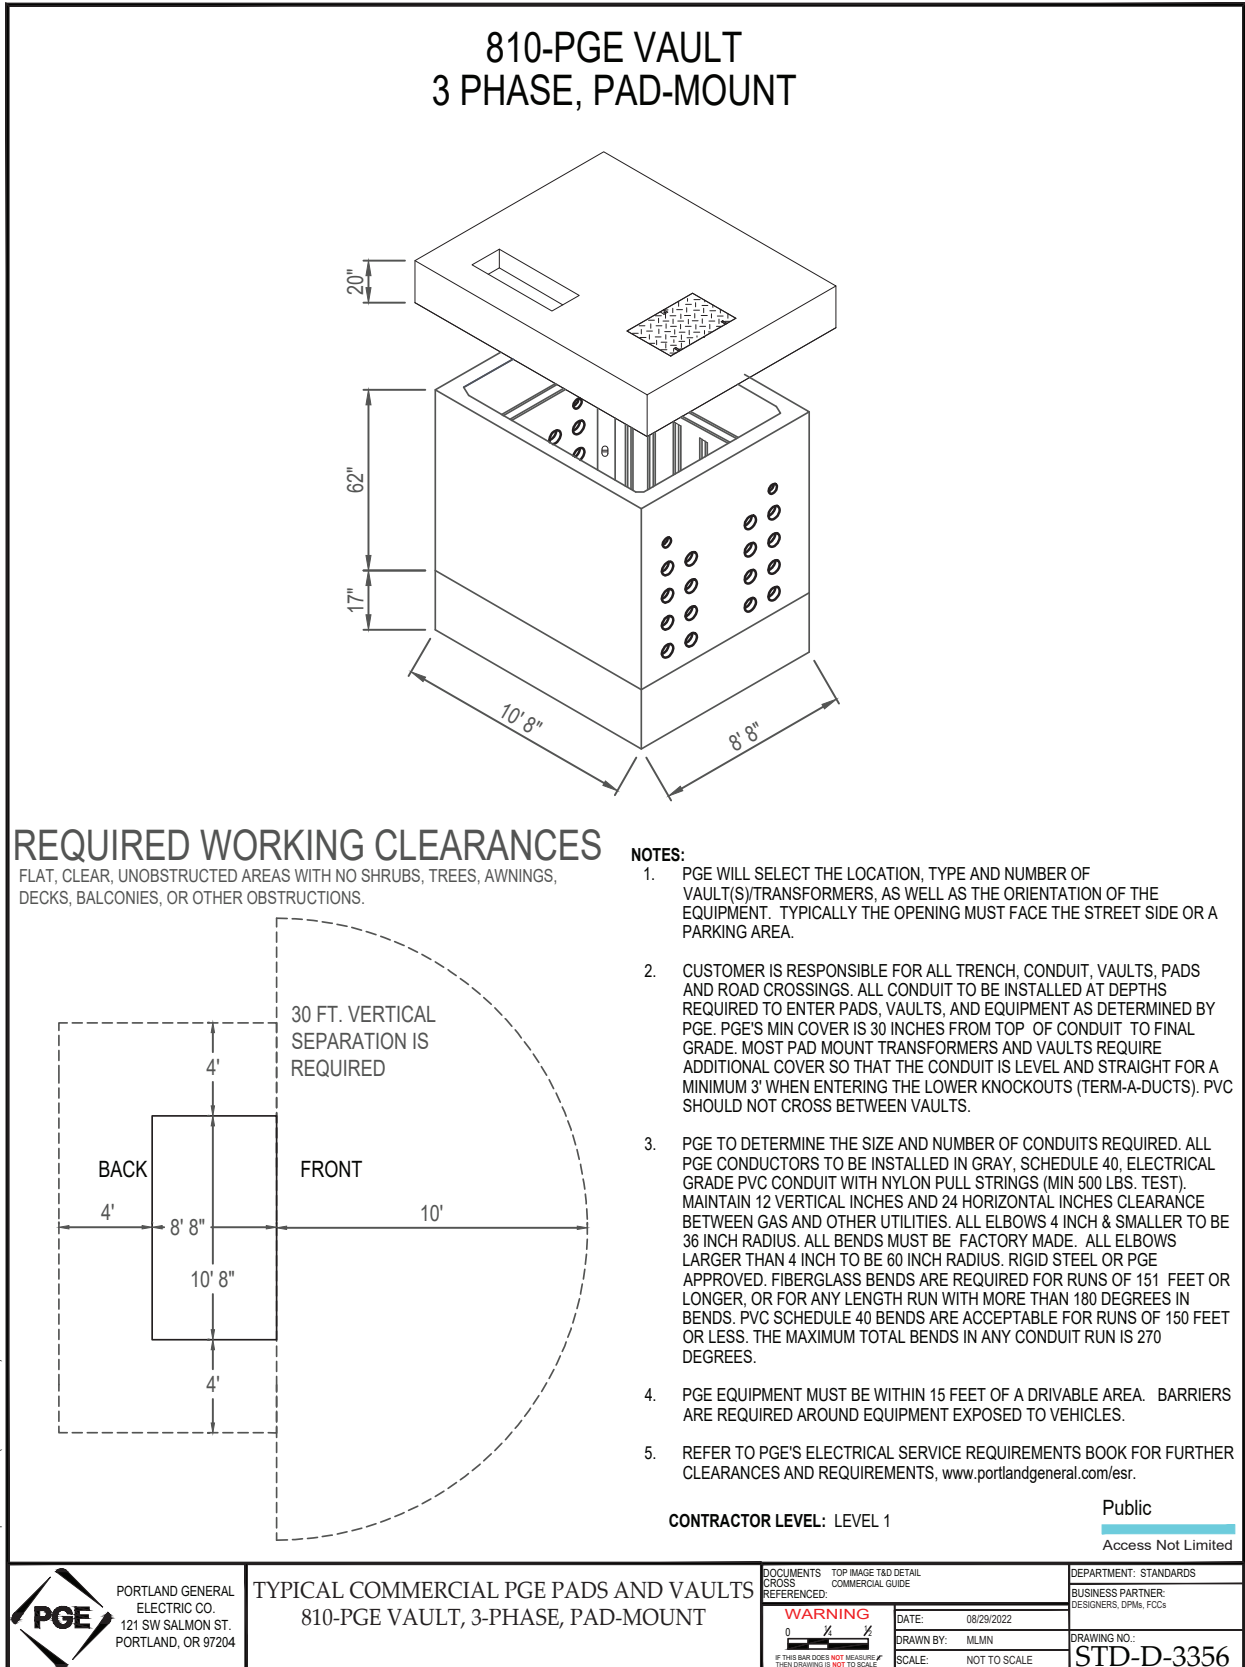 810-PGE VAULT
3 PHASE, PAD-MOUNT
20"
62"
17"
10' 8"
8' 8"
REQUIRED WORKING CLEARANCES
FLAT, CLEAR, UNOBSTRUCTED AREAS WITH NO SHRUBS, TREES, AWNINGS,
DECKS, BALCONIES, OR OTHER OBSTRUCTIONS.
30 FT. VERTICAL
SEPARATION IS
REQUIRED
4'
BACK
FRONT
4'
8' 8"
10'
10' 8"
4'
NOTES:
1. PGE WILL SELECT THE LOCATION, TYPE AND NUMBER OF
VAULT(S)/TRANSFORMERS, AS WELL AS THE ORIENTATION OF THE
EQUIPMENT. TYPICALLY THE OPENING MUST FACE THE STREET SIDE OR A
PARKING AREA.
2. CUSTOMER IS RESPONSIBLE FOR ALL TRENCH, CONDUIT, VAULTS, PADS
AND ROAD CROSSINGS. ALL CONDUIT TO BE INSTALLED AT DEPTHS
REQUIRED TO ENTER PADS, VAULTS, AND EQUIPMENT AS DETERMINED BY
PGE. PGE'S MIN COVER IS 30 INCHES FROM TOP OF CONDUIT TO FINAL
GRADE. MOST PAD MOUNT TRANSFORMERS AND VAULTS REQUIRE
ADDITIONAL COVER SO THAT THE CONDUIT IS LEVEL AND STRAIGHT FOR A
MINIMUM 3' WHEN ENTERING THE LOWER KNOCKOUTS (TERM-A-DUCTS). PVC
SHOULD NOT CROSS BETWEEN VAULTS.
3. PGE TO DETERMINE THE SIZE AND NUMBER OF CONDUITS REQUIRED. ALL
PGE CONDUCTORS TO BE INSTALLED IN GRAY, SCHEDULE 40, ELECTRICAL
GRADE PVC CONDUIT WITH NYLON PULL STRINGS (MIN 500 LBS. TEST).
MAINTAIN 12 VERTICAL INCHES AND 24 HORIZONTAL INCHES CLEARANCE
BETWEEN GAS AND OTHER UTILITIES. ALL ELBOWS 4 INCH & SMALLER TO BE
36 INCH RADIUS. ALL BENDS MUST BE FACTORY MADE. ALL ELBOWS
LARGER THAN 4 INCH TO BE 60 INCH RADIUS. RIGID STEEL OR PGE
APPROVED. FIBERGLASS BENDS ARE REQUIRED FOR RUNS OF 151 FEET OR
LONGER, OR FOR ANY LENGTH RUN WITH MORE THAN 180 DEGREES IN
BENDS. PVC SCHEDULE 40 BENDS ARE ACCEPTABLE FOR RUNS OF 150 FEET
OR LESS. THE MAXIMUM TOTAL BENDS IN ANY CONDUIT RUN IS 270
DEGREES.
4. PGE EQUIPMENT MUST BE WITHIN 15 FEET OF A DRIVABLE AREA. BARRIERS
ARE REQUIRED AROUND EQUIPMENT EXPOSED TO VEHICLES.
5. REFER TO PGE'S ELECTRICAL SERVICE REQUIREMENTS BOOK FOR FURTHER
CLEARANCES AND REQUIREMENTS, www.portlandgeneral.com/esr.
CONTRACTOR LEVEL: LEVEL 1
Public
Access Not Limited
PGE
PORTLAND GENERAL
ELECTRIC CO.
121 SW SALMON ST.
PORTLAND, OR 97204
TYPICAL COMMERCIAL PGE PADS AND VAULTS
810-PGE VAULT, 3-PHASE, PAD-MOUNT
DOCUMENTS CROSS REFERENCED:
TOP IMAGE T&D DETAIL
COMMERCIAL GUIDE
WARNING
0 ¼ ½
IF THIS BAR DOES NOT MEASURE ½"
THEN DRAWING IS NOT TO SCALE
DATE: 08/29/2022
DRAWN BY: MLMN
SCALE: NOT TO SCALE
DEPARTMENT: STANDARDS
BUSINESS PARTNER:
DESIGNERS, DPMs, FCCs
DRAWING NO.:
STD-D-3356